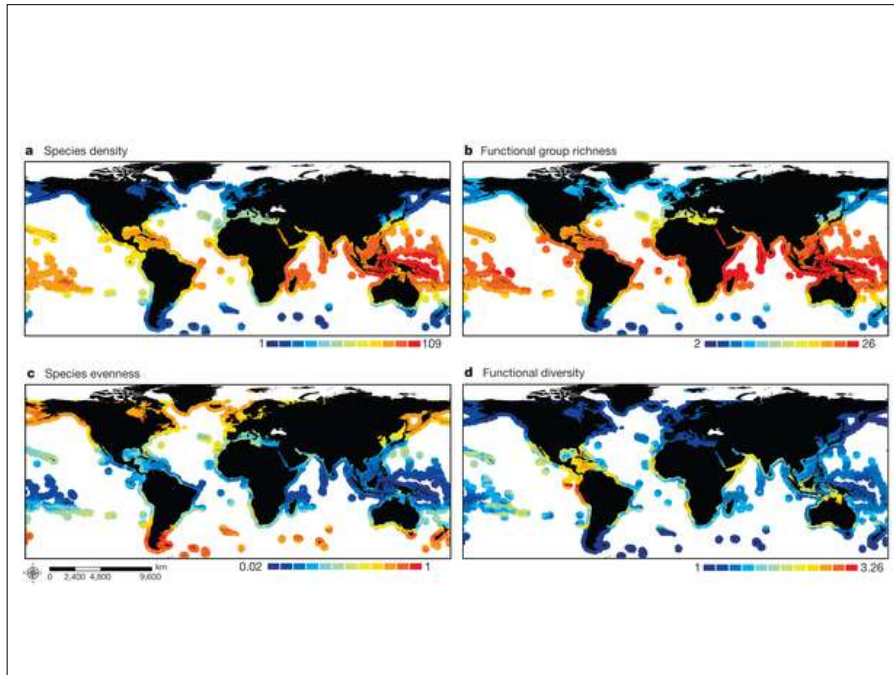 a Species density
b Functional group richness
1 109
2 26
c Species evenness
d Functional diversity
km
0 2,400 4,800 9,600
0.02 1
1 3.26